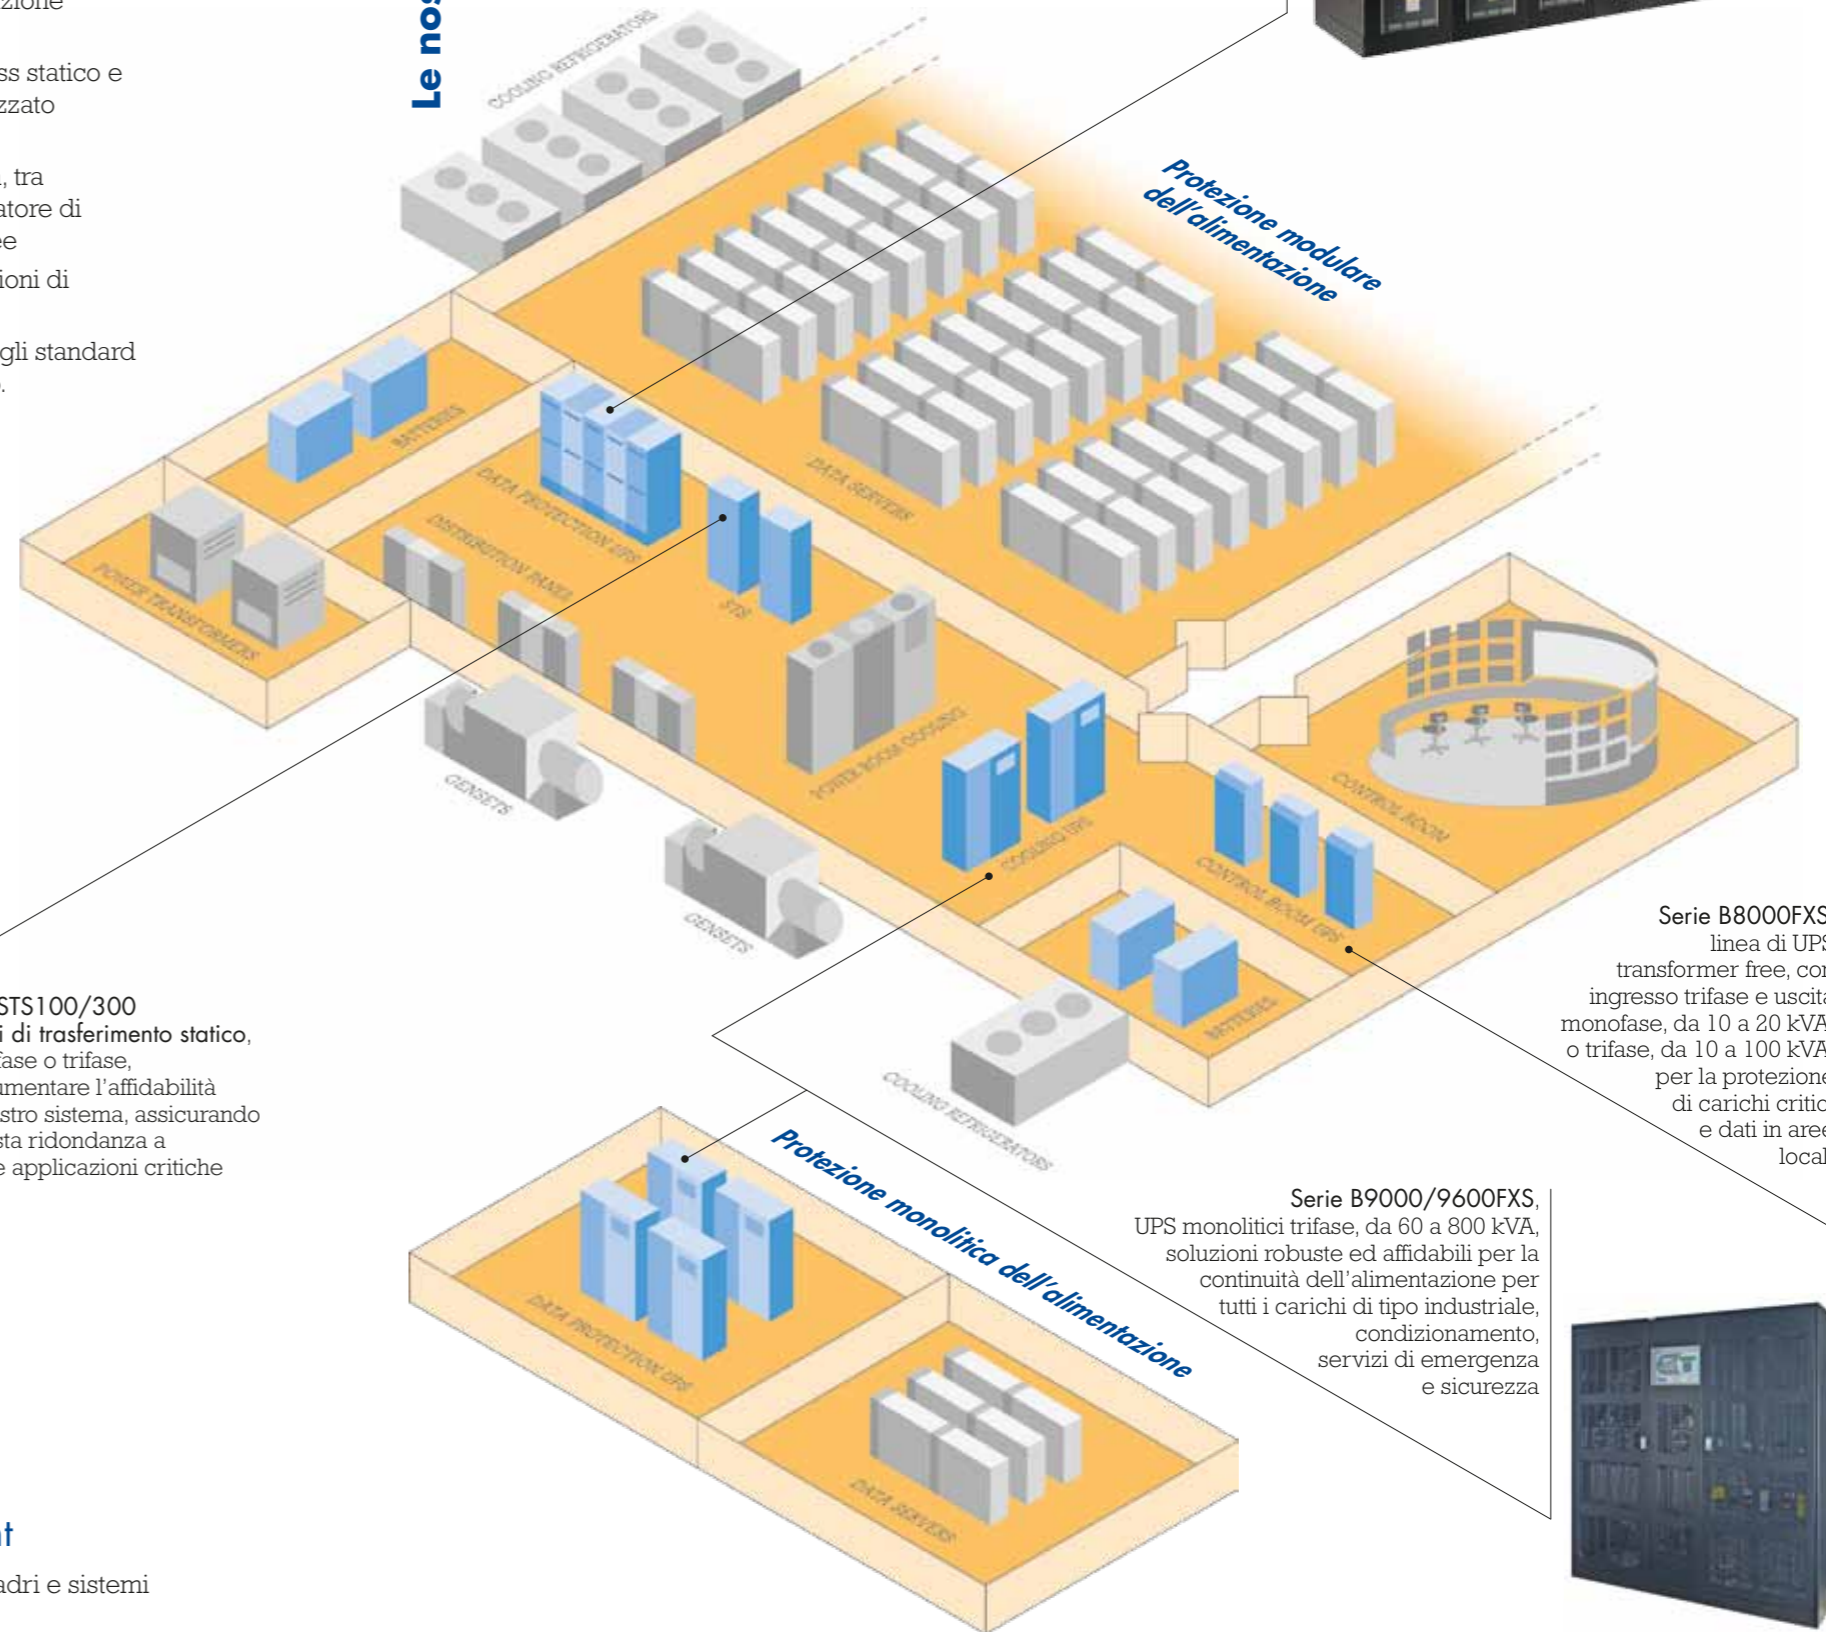 zione
ss statico e
zzato
, tra
atore di
ee
ioni di
gli standard
Le nos
COOLING REFRIGERATORS
Protezione modulare
dell'alimentazione
BATTERIES
DATA PROTECTION UPS
DISTRIBUTION PANEL
POWER TRANSFORMERS
STS
DATA SERVERS
POWER ROOM COOLING
GENSETS
GENSETS
COOLING UPS
CONTROL ROOM
CONTROL ROOM UPS
BATTERIES
COOLING REFRIGERATORS
STS100/300
i di trasferimento statico,
fase o trifase,
umentare l'affidabilità
stro sistema, assicurando
sta ridondanza a
e applicazioni critiche
Serie B8000FXS
linea di UPS
transformer free, con
ingresso trifase e uscita
monofase, da 10 a 20 kVA
o trifase, da 10 a 100 kVA
per la protezione
di carichi critic
e dati in aree
local
Protezione monolitica dell'alimentazione
Serie B9000/9600FXS,
UPS monolitici trifase, da 60 a 800 kVA,
soluzioni robuste ed affidabili per la
continuità dell'alimentazione per
tutti i carichi di tipo industriale,
condizionamento,
servizi di emergenza
e sicurezza
DATA PROTECTION UPS
DATA SERVERS
nt
adri e sistemi